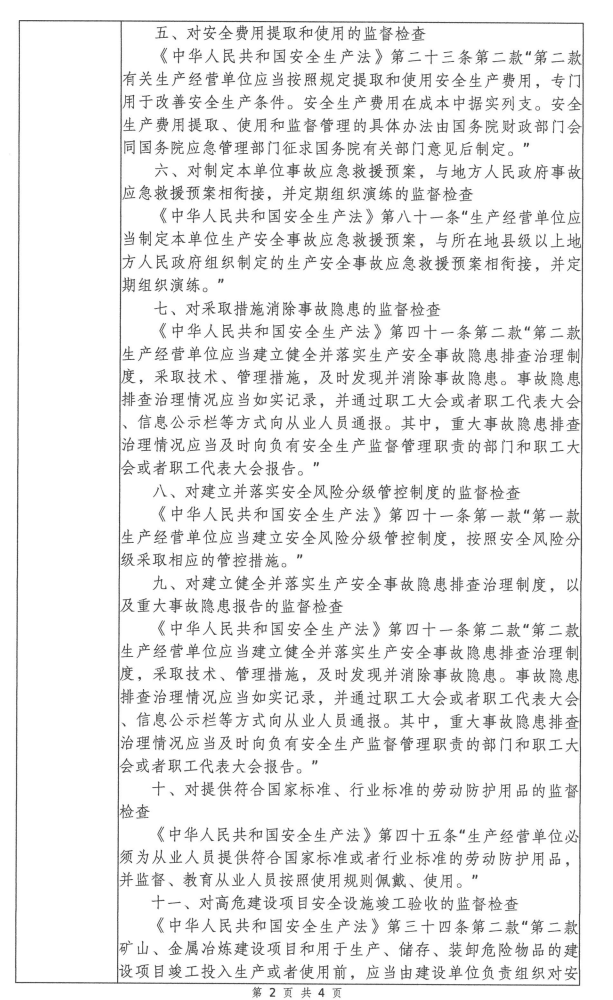 五、对安全费用提取和使用的监督检查
《中华人民共和国安全生产法》第二十三条第二款“第二款
有关生产经营单位应当按照规定提取和使用安全生产费用，专门
用于改善安全生产条件。安全生产费用在成本中据实列支。安全
生产费用提取、使用和监督管理的具体办法由国务院财政部门会
同国务院应急管理部门征求国务院有关部门意见后制定。”
六、对制定本单位事故应急救援预案，与地方人民政府事故
应急救援预案相衔接，并定期组织演练的监督检查
《中华人民共和国安全生产法》第八十一条“生产经营单位应
当制定本单位生产安全事故应急救援预案，与所在地县级以上地
方人民政府组织制定的生产安全事故应急救援预案相衔接，并定
期组织演练。”
七、对采取措施消除事故隐患的监督检查
《中华人民共和国安全生产法》第四十一条第二款“第二款
生产经营单位应当建立健全并落实生产安全事故隐患排查治理制
度，采取技术、管理措施，及时发现并消除事故隐患。事故隐患
排查治理情况应当如实记录，并通过职工大会或者职工代表大会
、信息公示栏等方式向从业人员通报。其中，重大事故隐患排查
治理情况应当及时向负有安全生产监督管理职责的部门和职工大
会或者职工代表大会报告。”
八、对建立并落实安全风险分级管控制度的监督检查
《中华人民共和国安全生产法》第四十一条第一款“第一款
生产经营单位应当建立安全风险分级管控制度，按照安全风险分
级采取相应的管控措施。”
九、对建立健全并落实生产安全事故隐患排查治理制度，以
及重大事故隐患报告的监督检查
《中华人民共和国安全生产法》第四十一条第二款“第二款
生产经营单位应当建立健全并落实生产安全事故隐患排查治理制
度，采取技术、管理措施，及时发现并消除事故隐患。事故隐患
排查治理情况应当如实记录，并通过职工大会或者职工代表大会
、信息公示栏等方式向从业人员通报。其中，重大事故隐患排查
治理情况应当及时向负有安全生产监督管理职责的部门和职工大
会或者职工代表大会报告。”
十、对提供符合国家标准、行业标准的劳动防护用品的监督
检查
《中华人民共和国安全生产法》第四十五条“生产经营单位必
须为从业人员提供符合国家标准或者行业标准的劳动防护用品，
并监督、教育从业人员按照使用规则佩戴、使用。”
十一、对高危建设项目安全设施竣工验收的监督检查
《中华人民共和国安全生产法》第三十四条第二款“第二款
矿山、金属冶炼建设项目和用于生产、储存、装卸危险物品的建
设项目竣工投入生产或者使用前，应当由建设单位负责组织对安
第 2 页 共 4 页